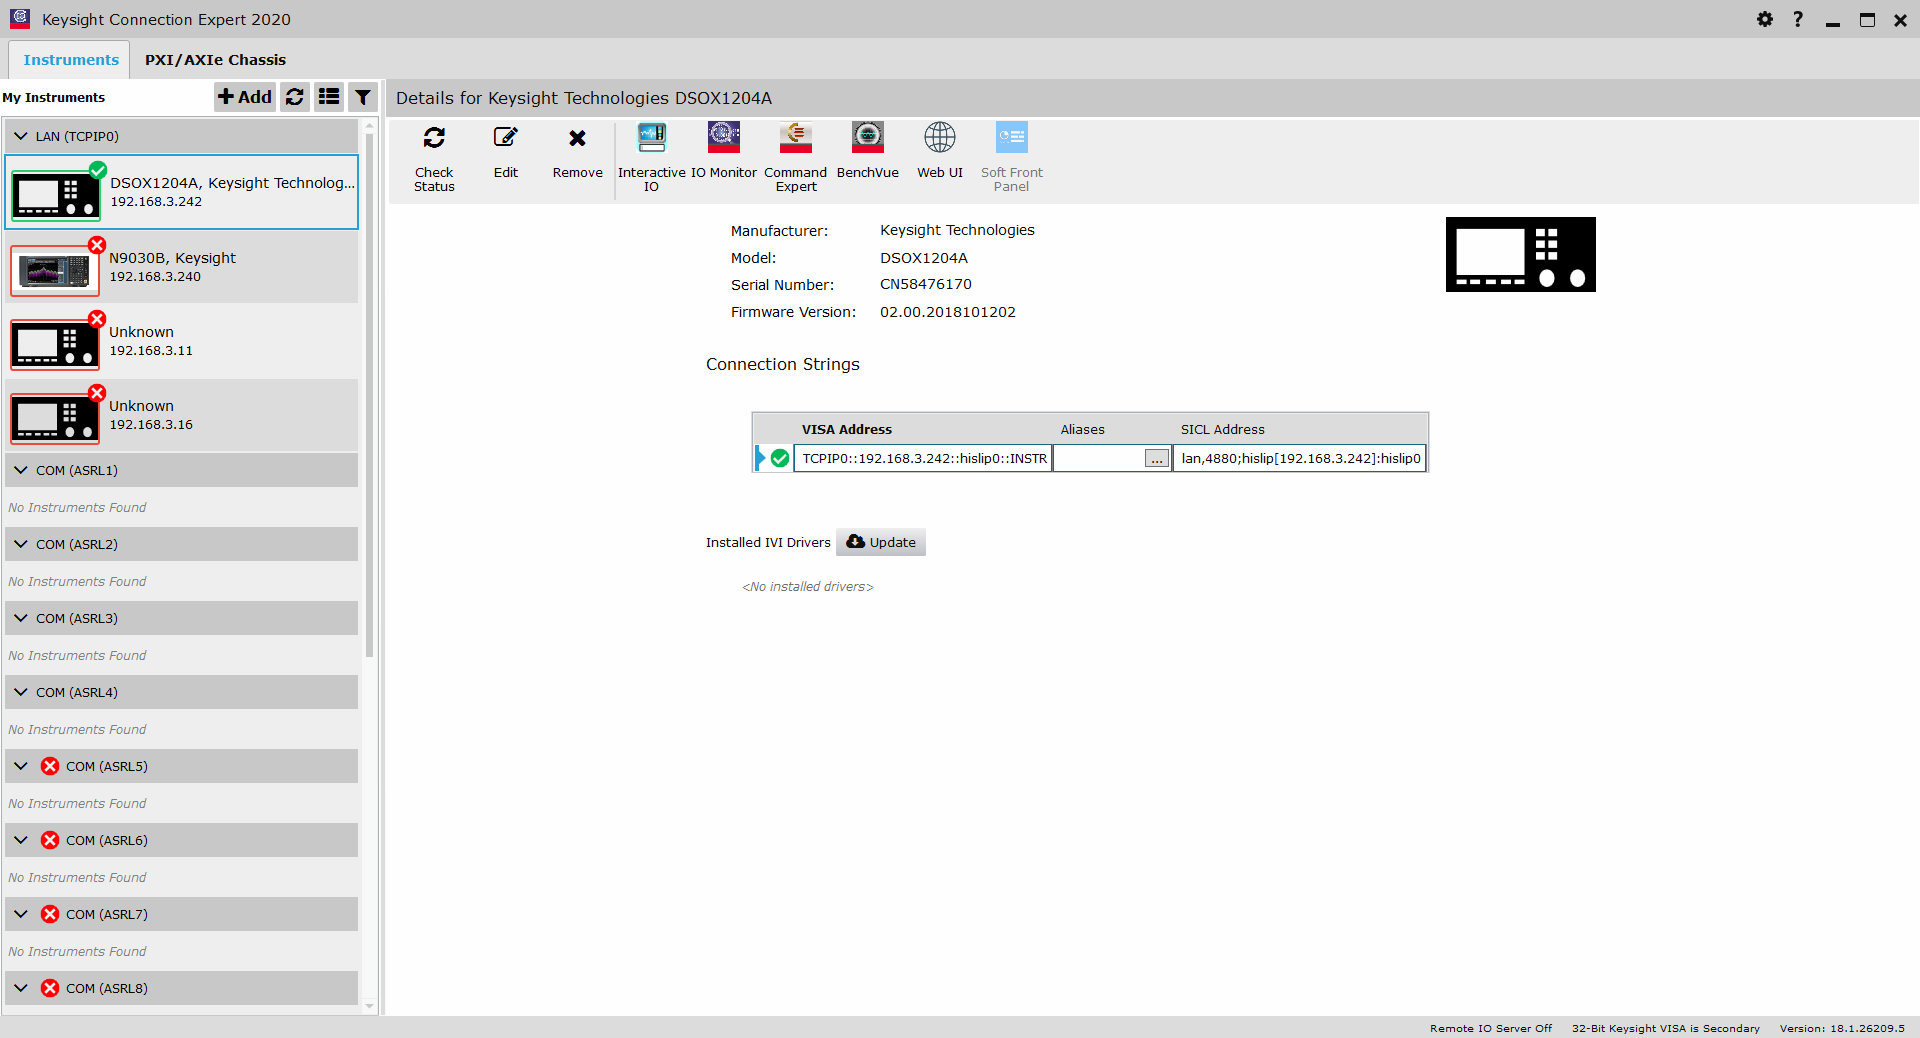 Keysight Connection Expert 2020
Instruments
PXI/AXIe Chassis
My Instruments
Add
Details for Keysight Technologies DSOX1204A
LAN (TCPIP0)
DSOX1204A, Keysight Technolog...
192.168.3.242
N9030B, Keysight
192.168.3.240
Unknown
192.168.3.11
Unknown
192.168.3.16
COM (ASRL1)
No Instruments Found
COM (ASRL2)
No Instruments Found
COM (ASRL3)
No Instruments Found
COM (ASRL4)
No Instruments Found
COM (ASRL5)
No Instruments Found
COM (ASRL6)
No Instruments Found
COM (ASRL7)
No Instruments Found
COM (ASRL8)
Check
Status
Edit
Remove
Interactive
IO
IO Monitor
Command
Expert
BenchVue
Web UI
Soft Front
Panel
Manufacturer: Keysight Technologies
Model: DSOX1204A
Serial Number: CN58476170
Firmware Version: 02.00.2018101202
Connection Strings
VISA Address Aliases SICL Address
TCPIP0::192.168.3.242::hislip0::INSTR ... lan,4880;hislip[192.168.3.242]:hislip0
Installed IVI Drivers Update
<No installed drivers>
Remote IO Server Off 32-Bit Keysight VISA is Secondary Version: 18.1.26209.5